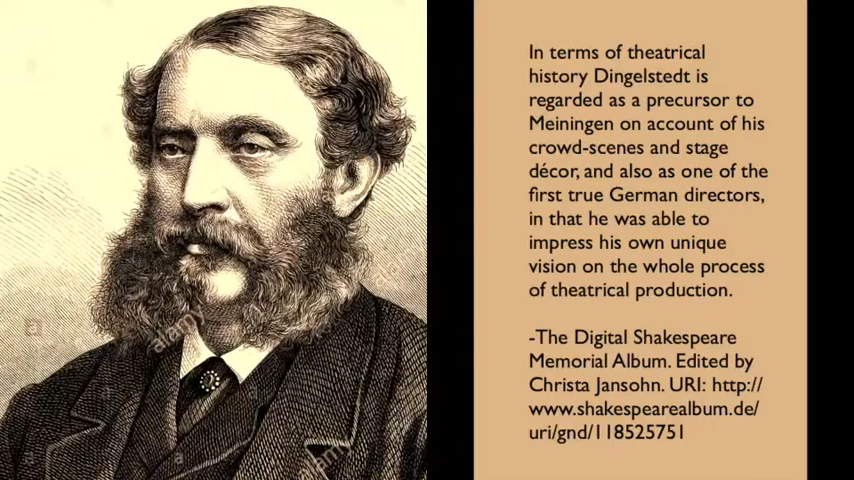 In terms of theatrical
history Dingelstedt is
regarded as a precursor to
Meiningen on account of his
crowd-scenes and stage
décor, and also as one of the
first true German directors,
in that he was able to
impress his own unique
vision on the whole process
of theatrical production.
-The Digital Shakespeare
Memorial Album. Edited by
Christa Jansohn. URI: http://
www.shakespearealbum.de/
uri/gnd/118525751
alamy
alamy
alamy
a
a
a